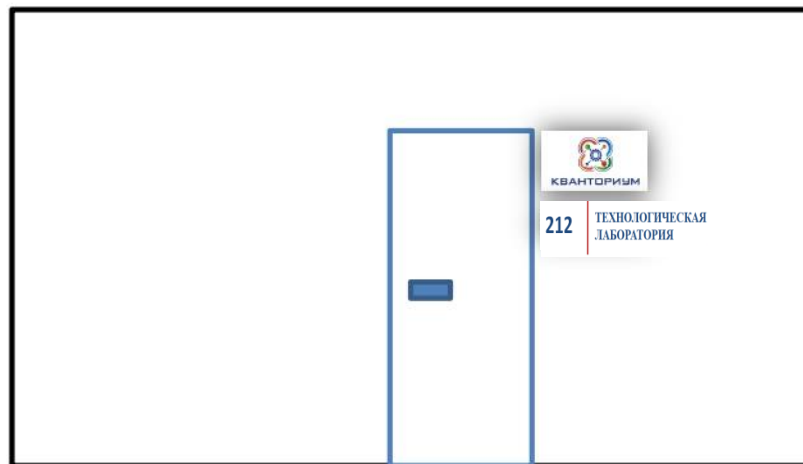 КВАНТОРИУМ
212
ТЕХНОЛОГИЧЕСКАЯ
ЛАБОРАТОРИЯ